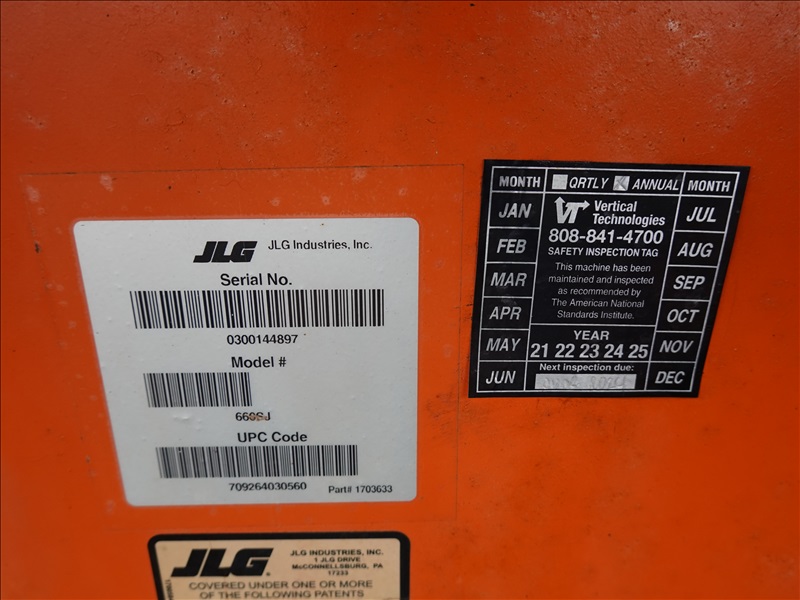 JLG JLG Industries, Inc.
Serial No.
0300144897
Model #
660SJ
UPC Code
709264030560 Part# 1703633
MONTH QRTLY ANNUAL MONTH
JAN
FEB
MAR
APR
MAY
JUN
VT Vertical
Technologies
808-841-4700
SAFETY INSPECTION TAG
This machine has been
maintained and inspected
as recommended by
The American National
Standards Institute.
YEAR
21 22 23 24 25
Next inspection due:
JUL
AUG
SEP
OCT
NOV
DEC
JLG JLG INDUSTRIES, INC.
1 JLG DRIVE
McCONNELLSBURG, PA
17233
COVERED UNDER ONE OR MORE
OF THE FOLLOWING PATENTS